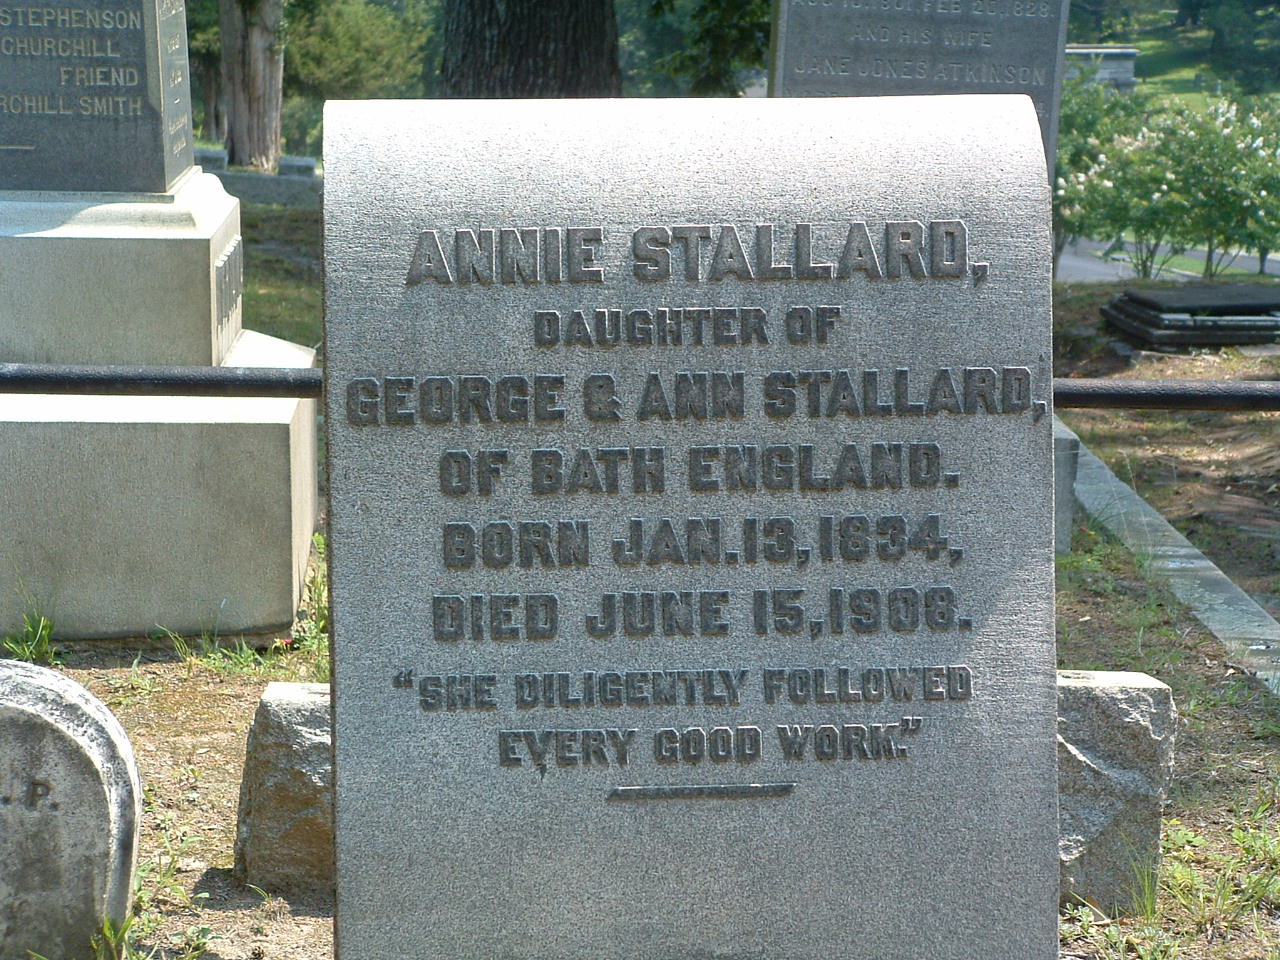 STEPHENSON
CHURCHILL
FRIEND
CHILL SMITH
AND HIS WIFE
JANE JONES ATKINSON
ANNIE STALLARD,
DAUGHTER OF
GEORGE & ANN STALLARD,
OF BATH ENGLAND.
BORN JAN. 13, 1834,
DIED JUNE 15, 1908.
"SHE DILIGENTLY FOLLOWED
EVERY GOOD WORK."
P.